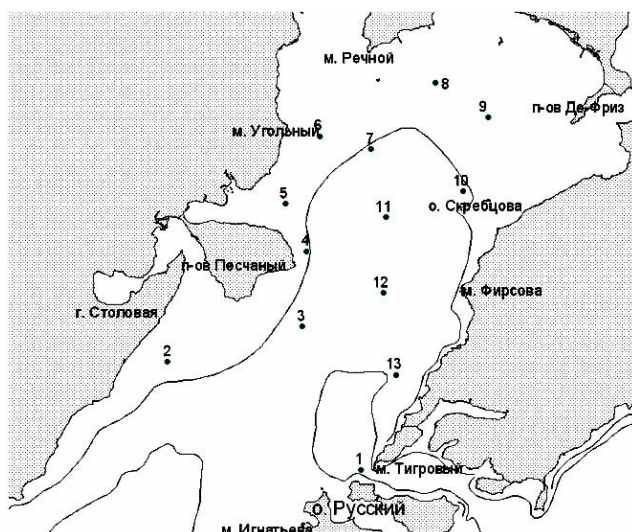 м. Речной
8
9
п-ов Де-Фриз
6
м. Угольный
7
10
5
о. Скребцова
11
4
п-ов Песчаный
12
м. Фирсова
г. Столовая
3
2
13
1
м. Тигровый
о. Русский
м. Игнатьева